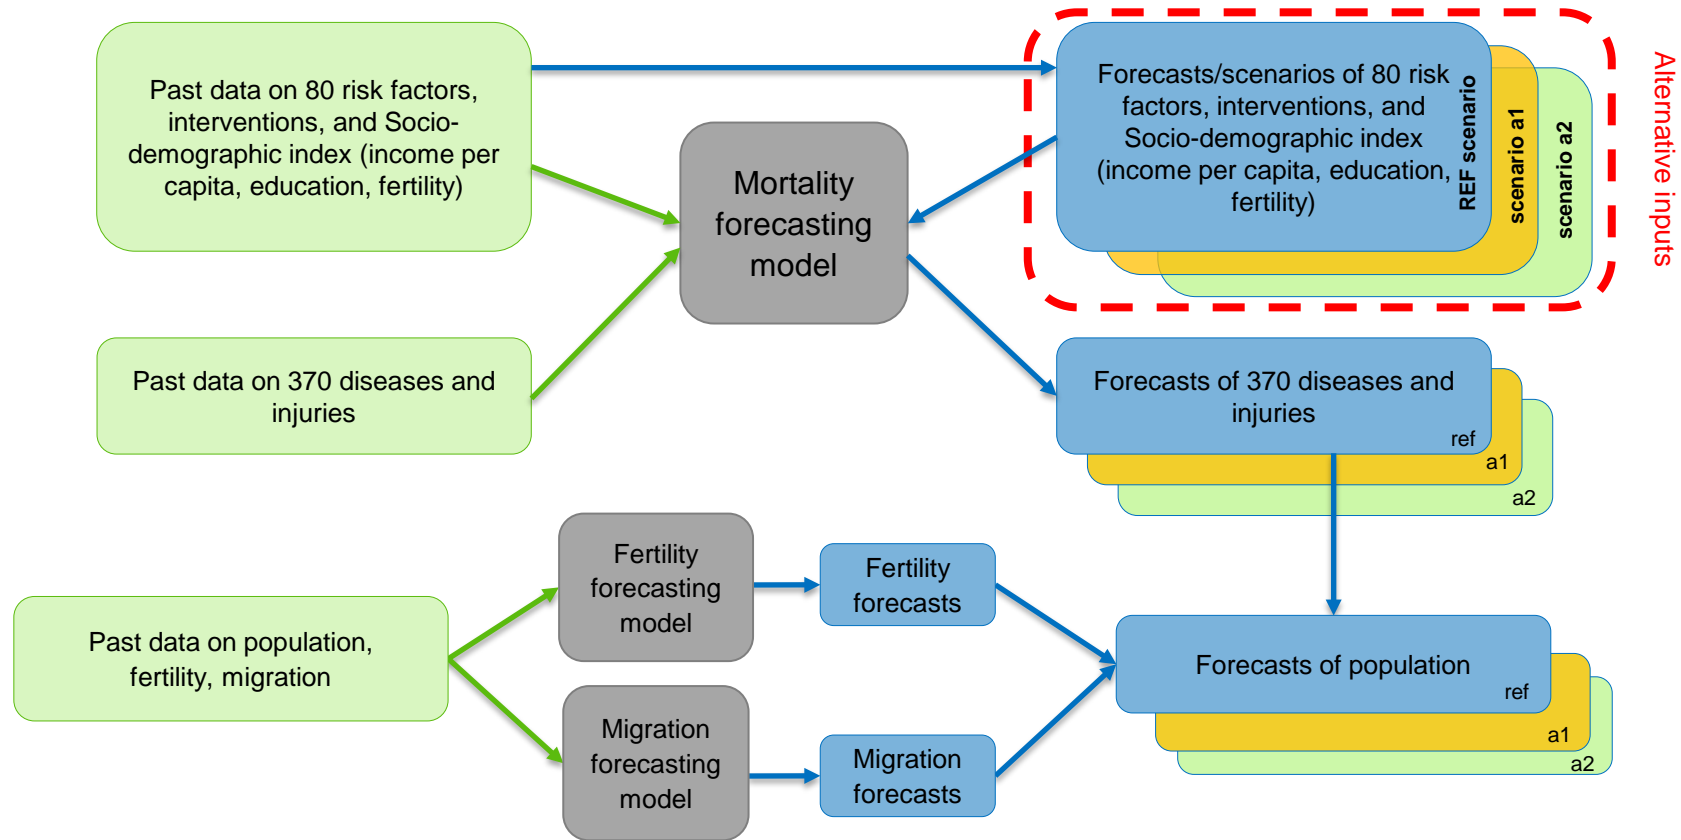 Past data on 80 risk factors,
interventions, and Socio-
demographic index (income per
capita, education, fertility)
Mortality
forecasting
model
Forecasts/scenarios of 80 risk
factors, interventions, and
Socio-demographic index
(income per capita, education,
fertility)
REF scenario
scenario a1
scenario a2
Alternative inputs
Past data on 370 diseases and
injuries
Forecasts of 370 diseases and
injuries
ref
a1
a2
Fertility
forecasting
model
Fertility
forecasts
Past data on population,
fertility, migration
Forecasts of population
ref
a1
a2
Migration
forecasting
model
Migration
forecasts